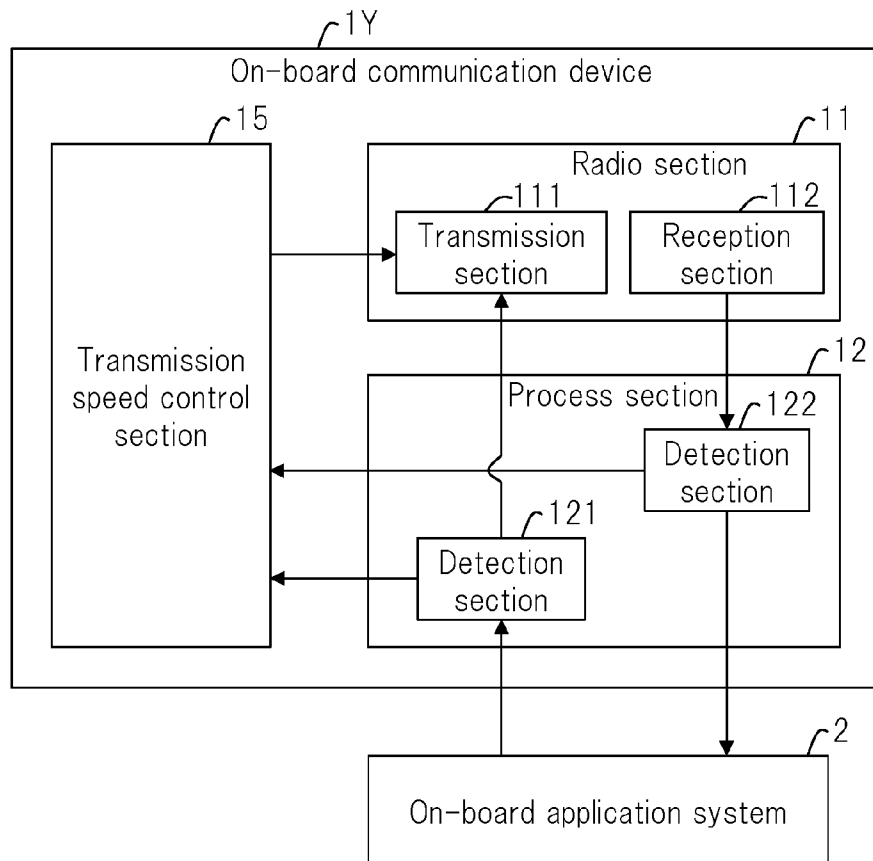 1Y
On-board communication device
15
11
Radio section
111
112
Transmission
section
Reception
section
Transmission
speed control
section
12
Process section
122
Detection
section
121
Detection
section
2
On-board application system